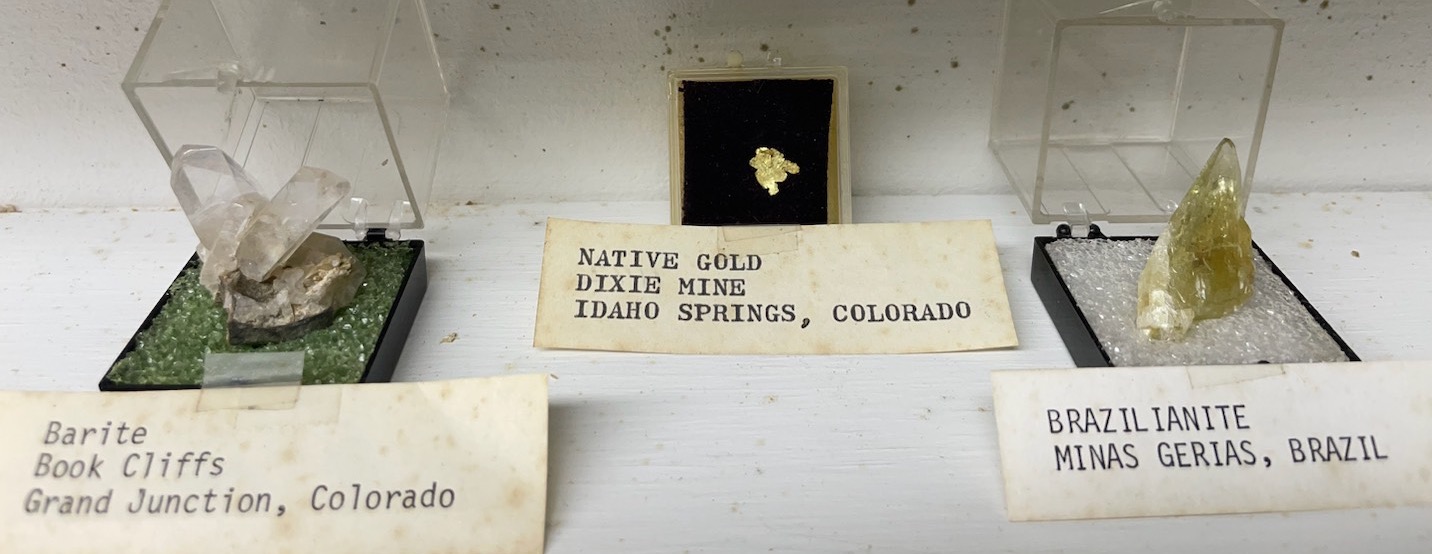 Barite
Book Cliffs
Grand Junction, Colorado
NATIVE GOLD
DIXIE MINE
IDAHO SPRINGS, COLORADO
BRAZILIANITE
MINAS GERIAS, BRAZIL